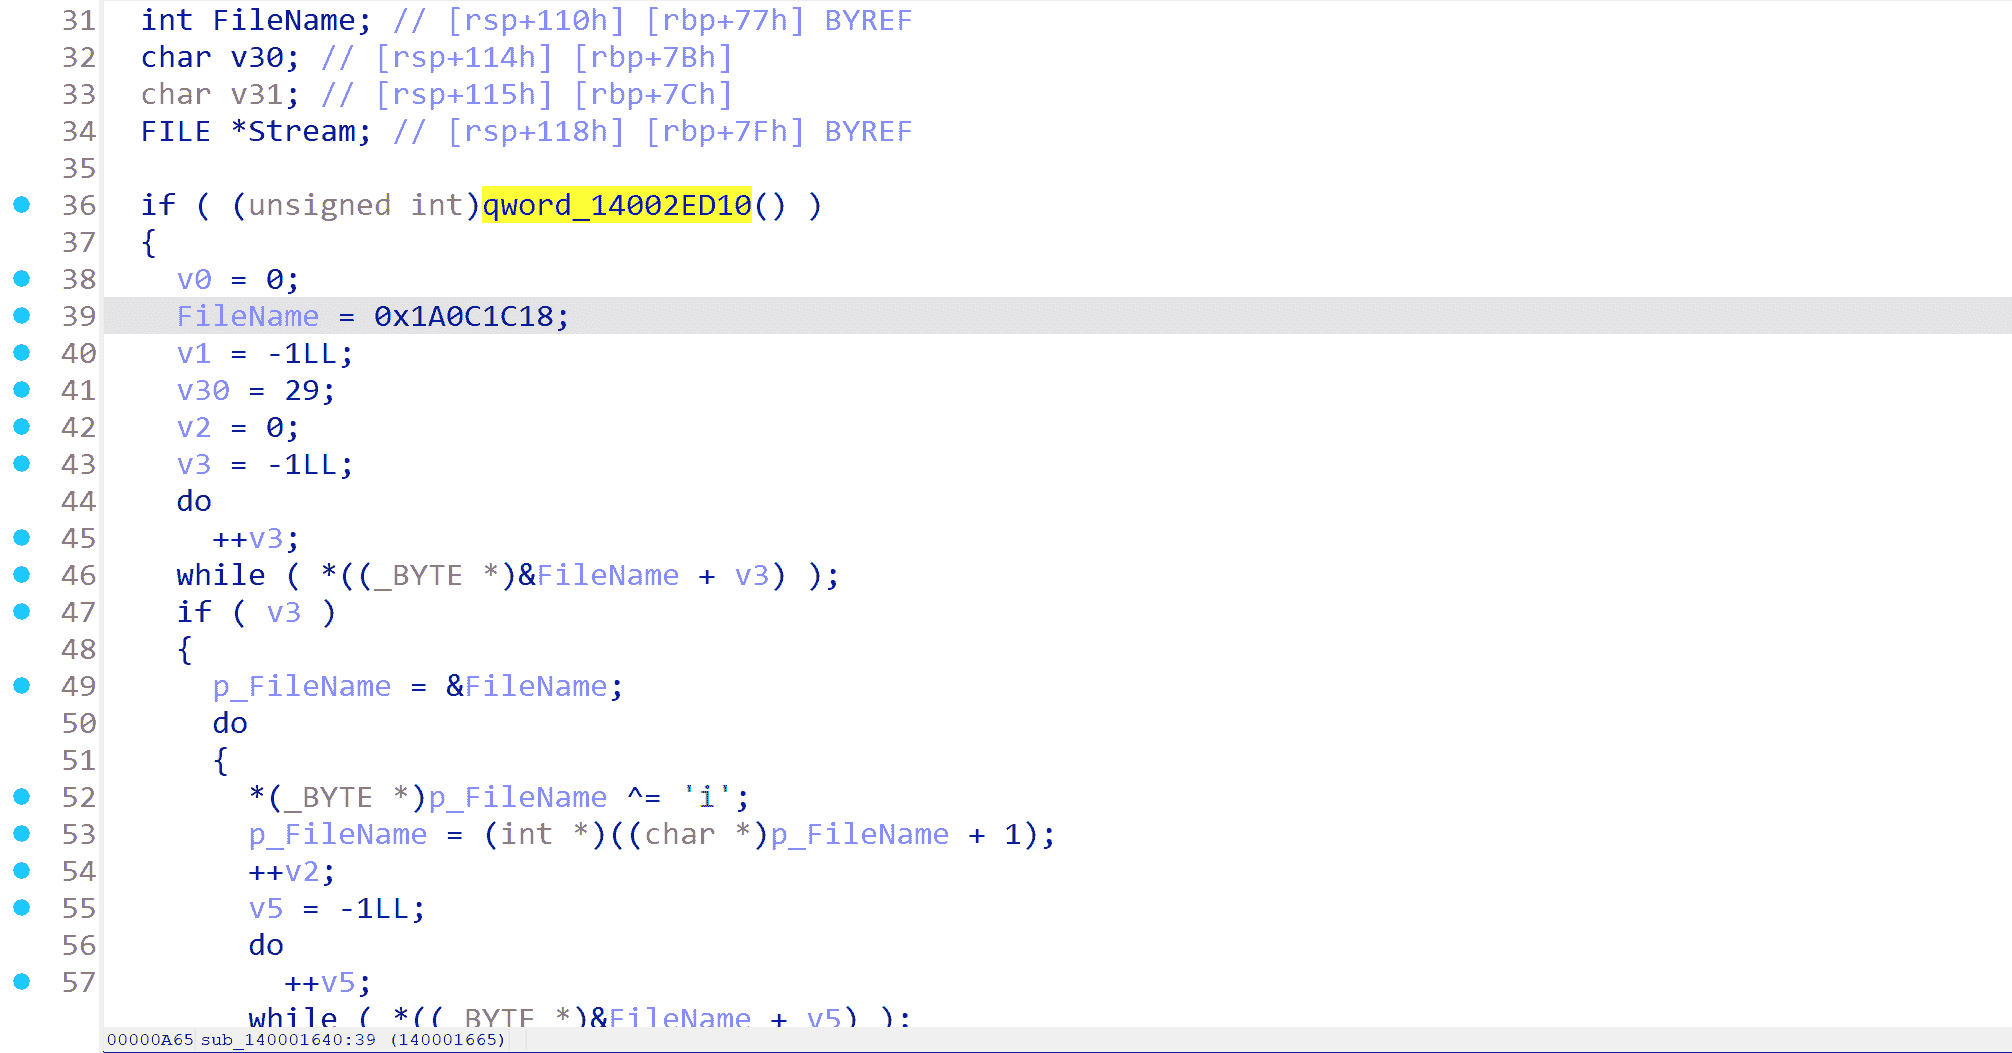 31 int FileName; // [rsp+110h] [rbp+77h] BYREF
32 char v30; // [rsp+114h] [rbp+7Bh]
33 char v31; // [rsp+115h] [rbp+7Ch]
34 FILE *Stream; // [rsp+118h] [rbp+7Fh] BYREF
35
36 if ( (unsigned int)qword_14002ED10() )
37 {
38 v0 = 0;
39 FileName = 0x1A0C1C18;
40 v1 = -1LL;
41 v30 = 29;
42 v2 = 0;
43 v3 = -1LL;
44 do
45 ++v3;
46 while ( *((_BYTE *)&FileName + v3) );
47 if ( v3 )
48 {
49 p_FileName = &FileName;
50 do
51 {
52 *(_BYTE *)p_FileName ^= 'i';
53 p_FileName = (int *)((char *)p_FileName + 1);
54 ++v2;
55 v5 = -1LL;
56 do
57 ++v5;
while ( *((_BYTE *)&FileName + v5) );
00000A65 sub_140001640:39 (140001665)